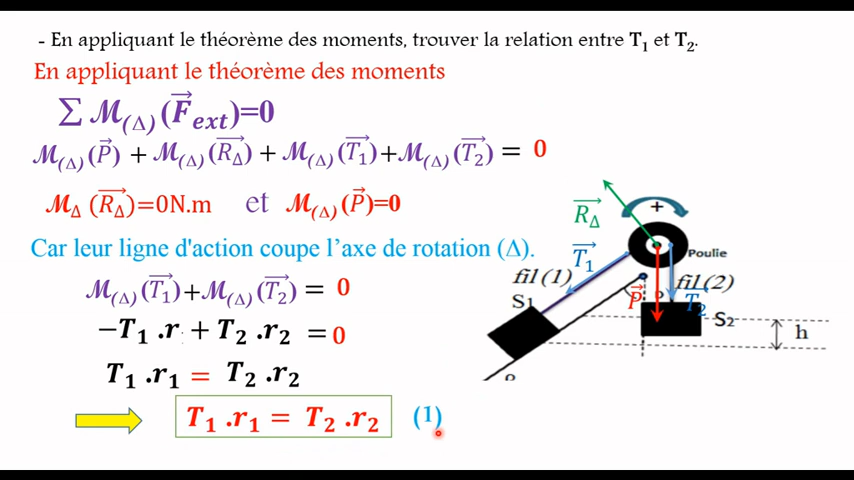 - En appliquant le théorème des moments, trouver la relation entre T₁ et T₂.
En appliquant le théorème des moments
∑ ℳ(Δ)(F⃗ext)=0
ℳ(Δ)(P⃗) + ℳ(Δ)(R⃗Δ) + ℳ(Δ)(T⃗₁)+ℳ(Δ)(T⃗₂) = 0
ℳΔ (R⃗Δ)=0N.m et ℳ(Δ)(P⃗)=0
Car leur ligne d'action coupe l’axe de rotation (Δ).
ℳ(Δ)(T⃗₁)+ℳ(Δ)(T⃗₂) = 0
−T₁ .r + T₂ .r₂ = 0
T₁ .r₁ = T₂ .r₂
T₁ .r₁ = T₂ .r₂ (1)
+
R⃗Δ
Poulie
T⃗₁
fil(1)
fil(2)
P⃗
T⃗₂
S₁
S₂
h